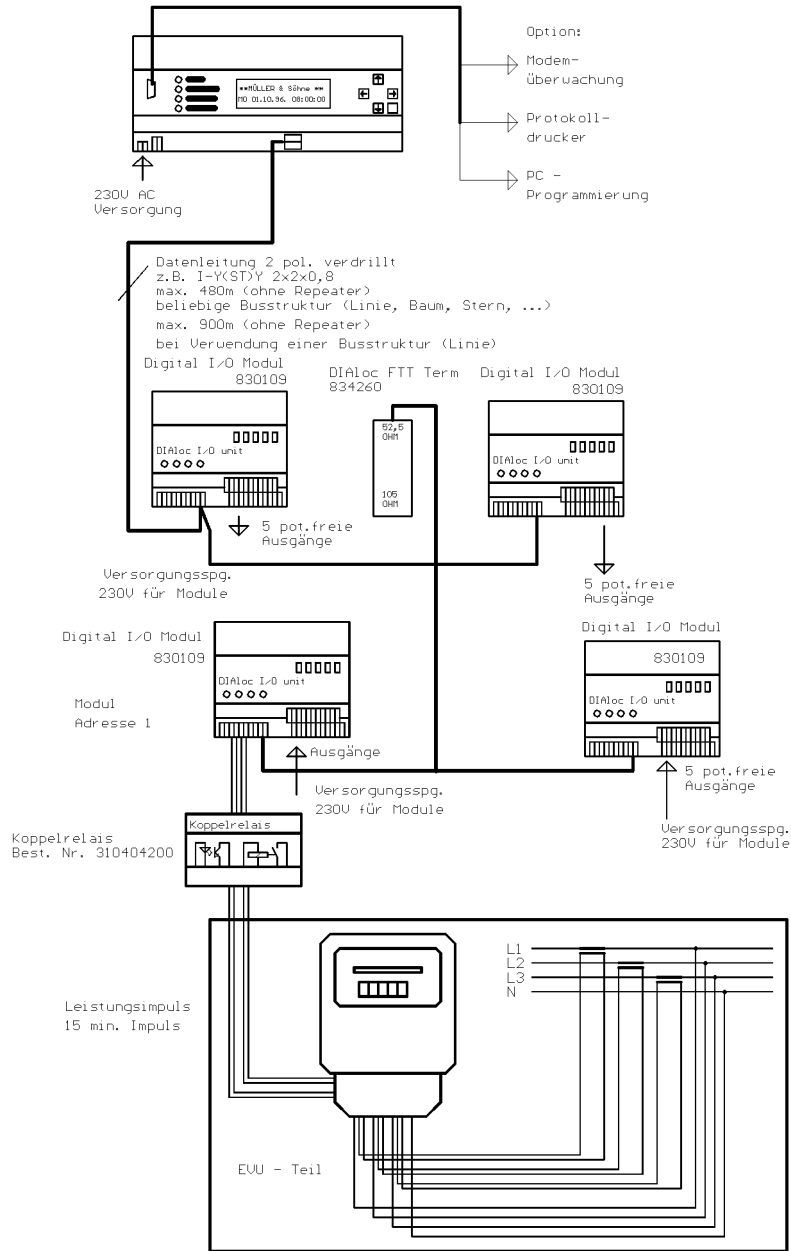 Option:
Modem-
überwachung
Protokoll-
drucker
PC -
Programmierung
**MÜLLER & Söhne **
MO 01.10.96. 08:00:00
230V AC
Versorgung
Datenleitung 2 pol. verdrillt
z.B. I-Y(ST)Y 2x2x0,8
max. 480m (ohne Repeater)
beliebige Busstruktur (Linie, Baum, Stern, ...)
max. 900m (ohne Repeater)
bei Verwendung einer Busstruktur (Linie)
Digital I/O Modul
830109
DIAloc I/O unit
5 pot.freie
Ausgänge
DIAloc FTT Term
834260
52,5
OHM
105
OHM
Digital I/O Modul
830109
DIAloc I/O unit
5 pot.freie
Ausgänge
Versorgungsspg.
230V für Module
Digital I/O Modul
830109
DIAloc I/O unit
Modul
Adresse 1
Ausgänge
Versorgungsspg.
230V für Module
Digital I/O Modul
830109
DIAloc I/O unit
5 pot.freie
Ausgänge
Versorgungsspg.
230V für Module
Koppelrelais
Koppelrelais
Best. Nr. 310404200
L1
L2
L3
N
Leistungsimpuls
15 min. Impuls
EVU - Teil